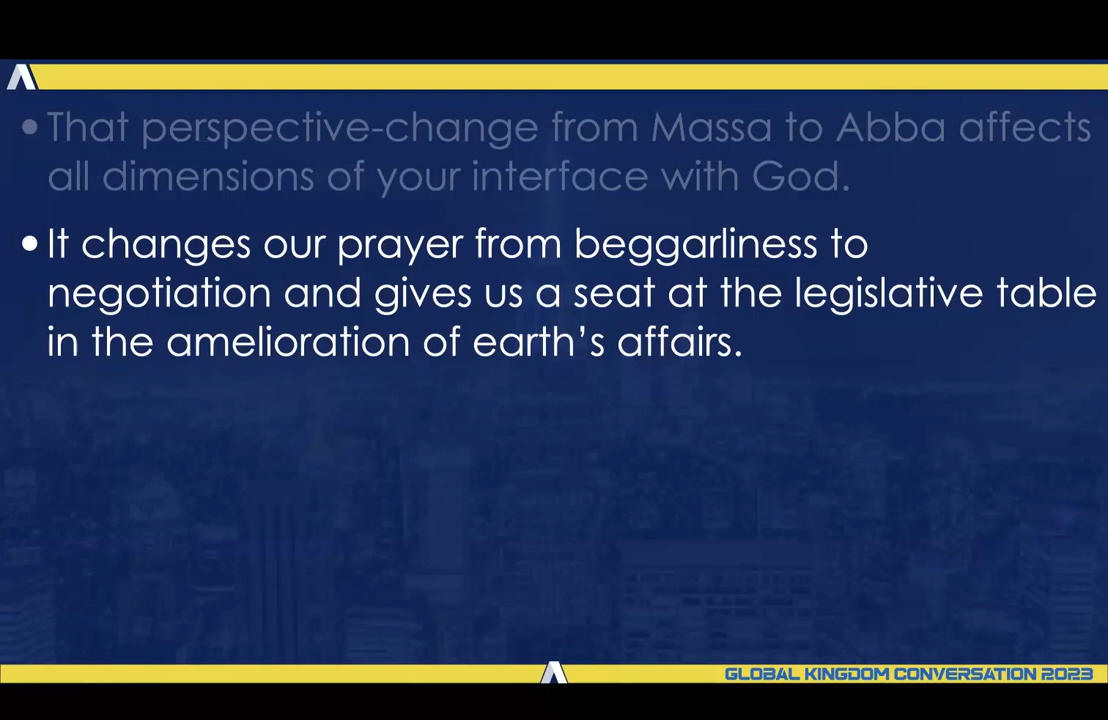 • That perspective-change from Massa to Abba affects
all dimensions of your interface with God.
• It changes our prayer from beggarliness to
negotiation and gives us a seat at the legislative table
in the amelioration of earth’s affairs.
GLOBAL KINGDOM CONVERSATION 2023